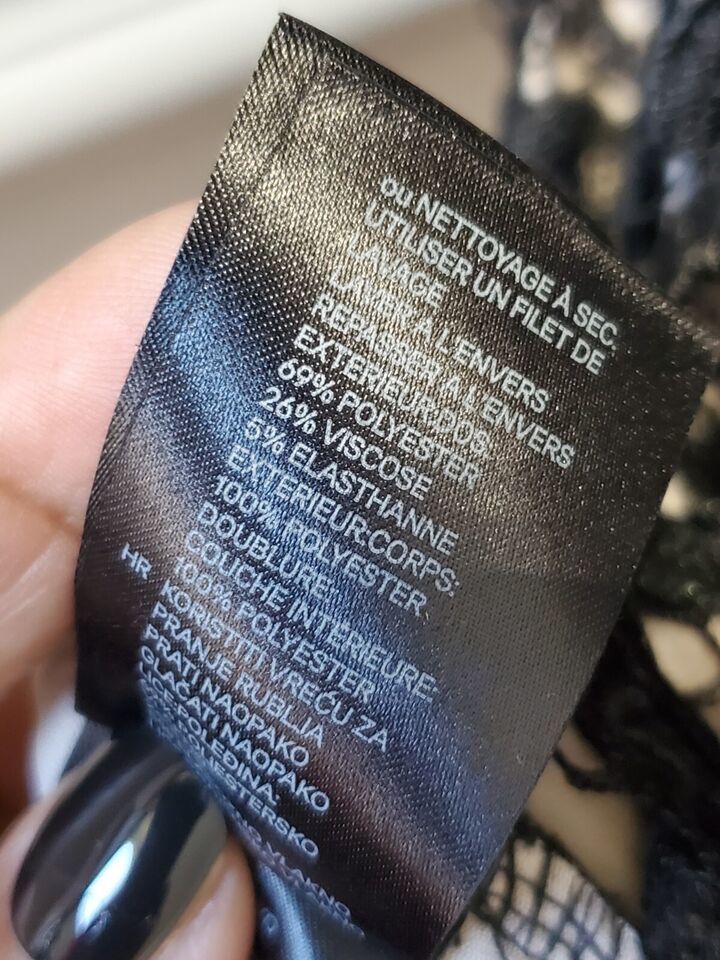 ou NETTOYAGE À SEC.
UTILISER UN FILET DE
LAVAGE
LAVER A L'ENVERS
REPASSER A L'ENVERS
EXTERIEUR:DOS,
69% POLYESTER
26% VISCOSE
5% ELASTHANNE
EXTERIEUR:CORPS:
100% POLYESTER
DOUBLURE,
COUCHE INTERIEURE:
100% POLYESTER
HR KORISTITI VREĆU ZA
PRANJE RUBLJA
PRATI NAOPAKO
GLAČATI NAOPAKO
POLEĐINA:
POLIESTERSKO
VLAKNO,